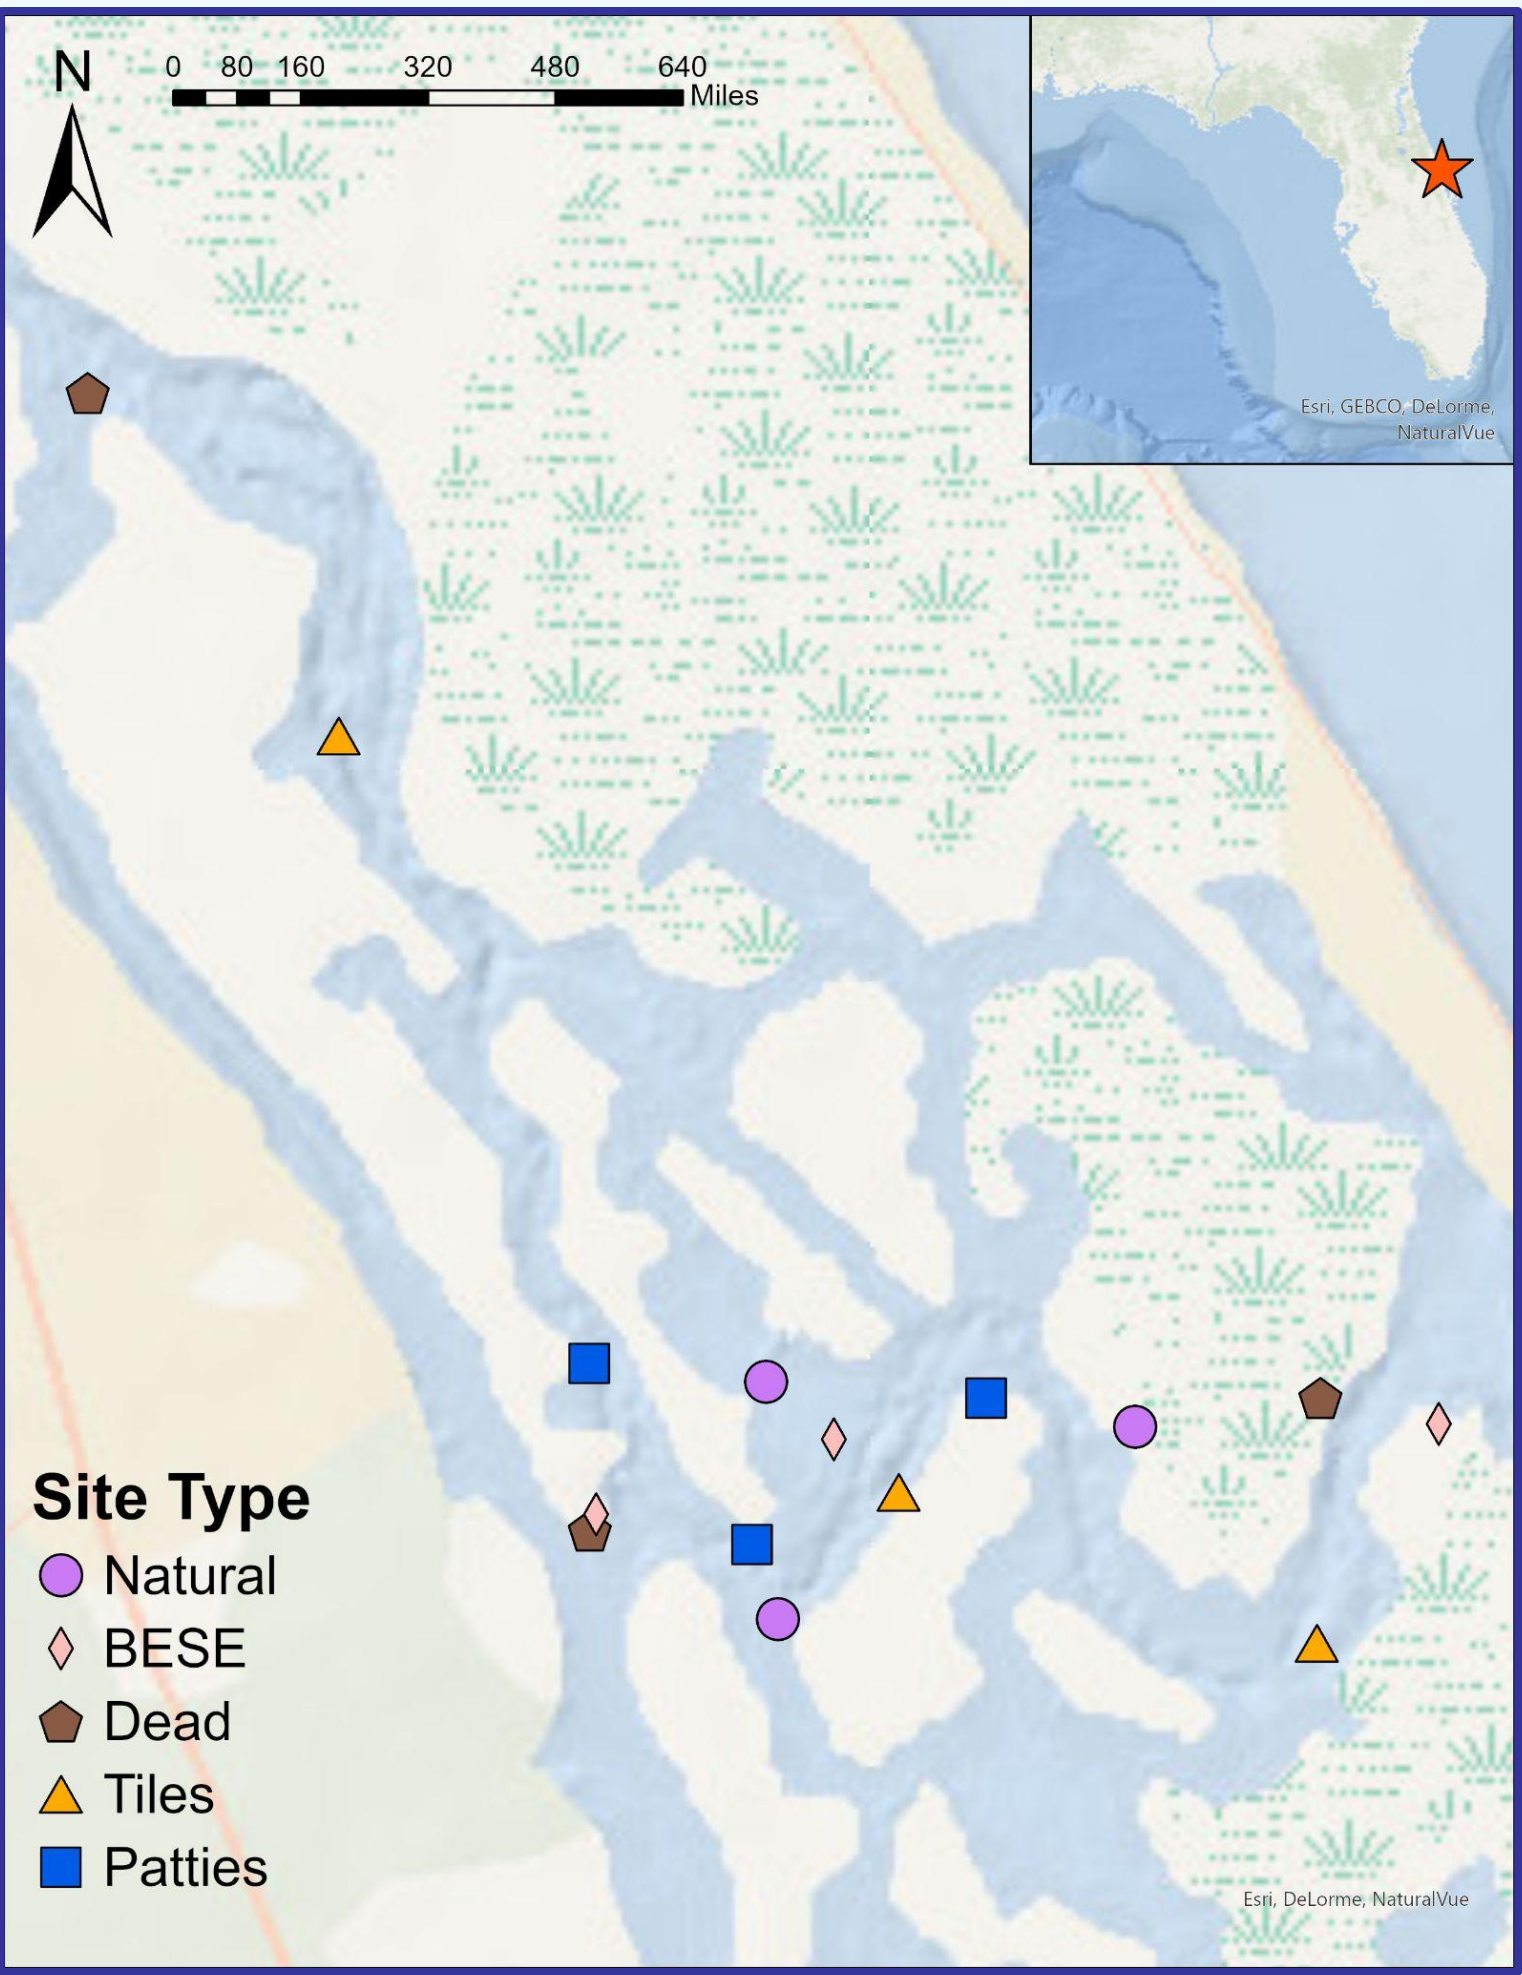 N
0 80 160 320 480 640
Miles
Esri, GEBCO, DeLorme,
NaturalVue
Site Type
Natural
BESE
Dead
Tiles
Patties
Esri, DeLorme, NaturalVue